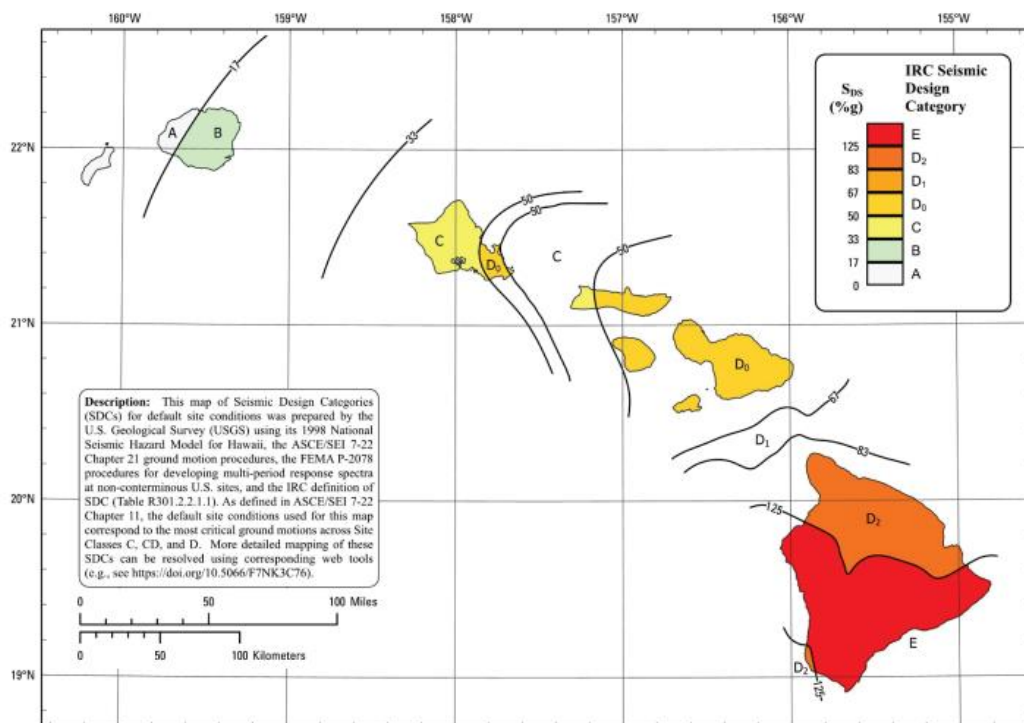 160°W 159°W 158°W 157°W 156°W 155°W
22°N
21°N
20°N
19°N
17
A
B
33
C
50
50
D₀
C
50
D₀
67
D₁
83
125
D₂
E
D₂
125
S_DS
(%g)
IRC Seismic
Design
Category
125
83
67
50
33
17
0
E
D₂
D₁
D₀
C
B
A
Description: This map of Seismic Design Categories
(SDCs) for default site conditions was prepared by the
U.S. Geological Survey (USGS) using its 1998 National
Seismic Hazard Model for Hawaii, the ASCE/SEI 7-22
Chapter 21 ground motion procedures, the FEMA P-2078
procedures for developing multi-period response spectra
at non-conterminous U.S. sites, and the IRC definition of
SDC (Table R301.2.2.1.1). As defined in ASCE/SEI 7-22
Chapter 11, the default site conditions used for this map
correspond to the most critical ground motions across Site
Classes C, CD, and D. More detailed mapping of these
SDCs can be resolved using corresponding web tools
(e.g., see https://doi.org/10.5066/F7NK3C76).
0 50 100 Miles
0 50 100 Kilometers